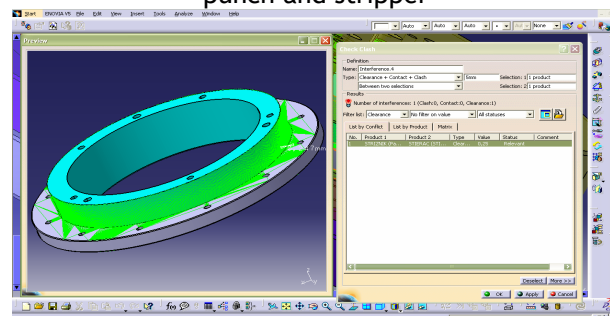 punch and stripper
Start ENOVIA V5 File Edit View Insert Tools Analyze Window Help
Auto Auto Auto None
Preview
Check Clash
Definition
Name: Interference.4
Type: Clearance + Contact + Clash 5mm Selection: 1 1 product
Between two selections Selection: 2 1 product
Results
Number of interferences: 1 (Clash:0, Contact:0, Clearance:1)
Filter list: Clearance No filter on value All statuses
List by Conflict List by Product Matrix
No. Product 1 Product 2 Type Value Status Comment
Clear... 0,25 Relevant
Deselect More >>
OK Apply Cancel